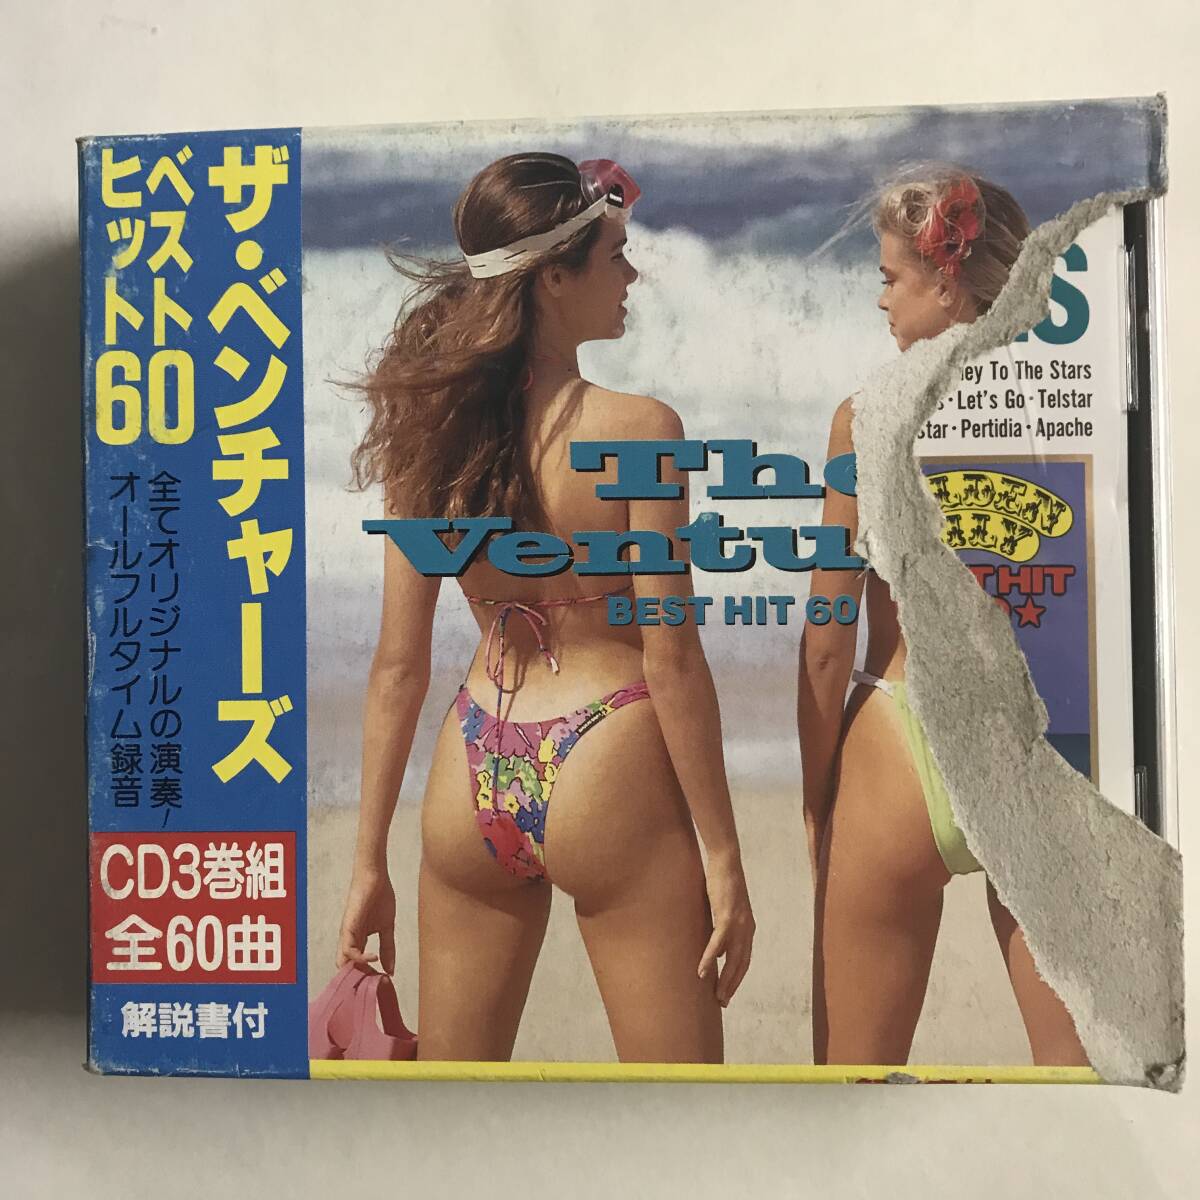 ザ・ベンチャーズ
ベスト
ヒット60
全てオリジナルの演奏!
オールフルタイム録音
CD3巻組
全60曲
解説書付
The
Ventu
BEST HIT 60
S
ney To The Stars
s・Let's Go・Telstar
Star・Pertidia・Apache
LDEN
HIT